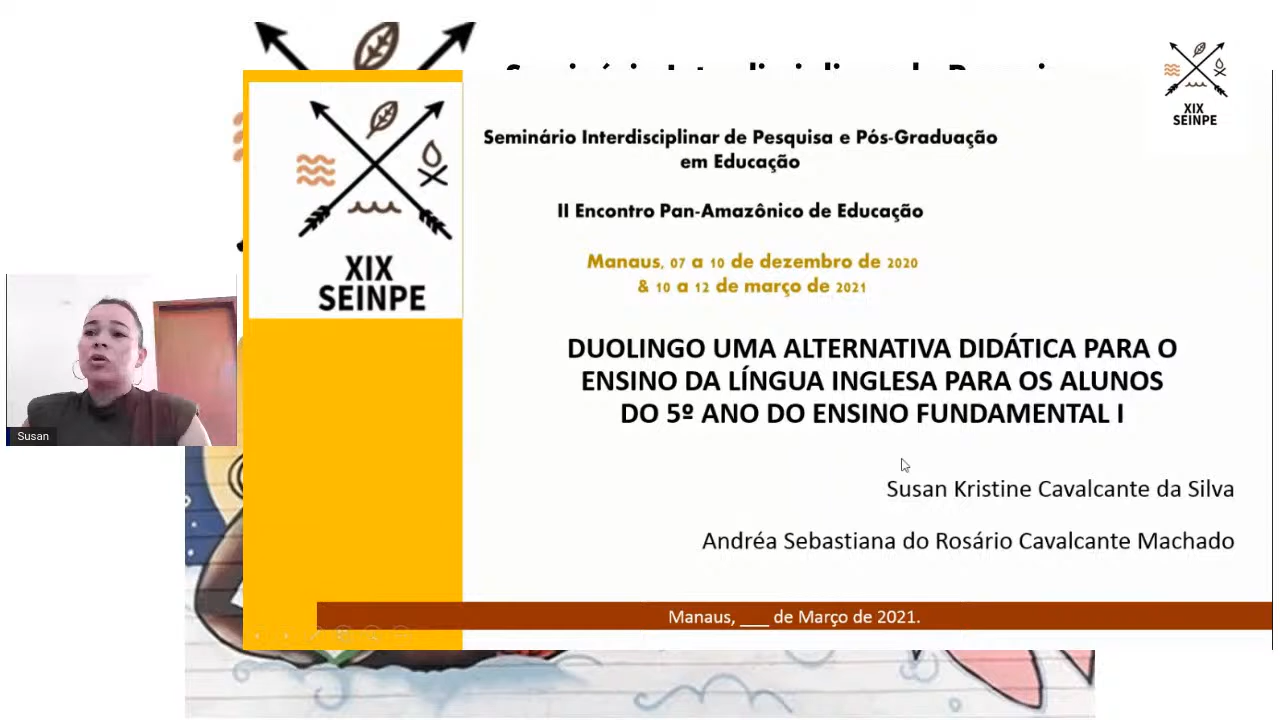 XIX
SEINPE
Seminário Interdisciplinar de Pesquisa e Pós-Graduação
em Educação
II Encontro Pan-Amazônico de Educação
Manaus, 07 a 10 de dezembro de 2020
& 10 a 12 de março de 2021
XIX
SEINPE
DUOLINGO UMA ALTERNATIVA DIDÁTICA PARA O
ENSINO DA LÍNGUA INGLESA PARA OS ALUNOS
DO 5º ANO DO ENSINO FUNDAMENTAL I
Susan
Susan Kristine Cavalcante da Silva
Andréa Sebastiana do Rosário Cavalcante Machado
Manaus, ___ de Março de 2021.